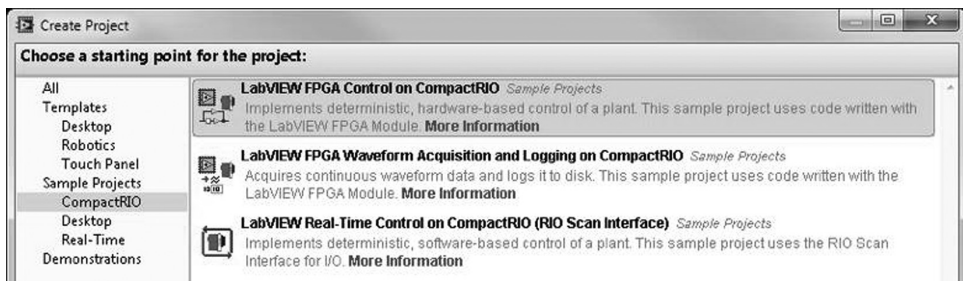 Create Project
Choose a starting point for the project:
All
Templates
Desktop
Robotics
Touch Panel
Sample Projects
CompactRIO
Desktop
Real-Time
Demonstrations
LabVIEW FPGA Control on CompactRIO Sample Projects
Implements deterministic, hardware-based control of a plant. This sample project uses code written with
the LabVIEW FPGA Module. More Information
LabVIEW FPGA Waveform Acquisition and Logging on CompactRIO Sample Projects
Acquires continuous waveform data and logs it to disk. This sample project uses code written with the
LabVIEW FPGA Module. More Information
LabVIEW Real-Time Control on CompactRIO (RIO Scan Interface) Sample Projects
Implements deterministic, software-based control of a plant. This sample project uses the RIO Scan
Interface for I/O. More Information